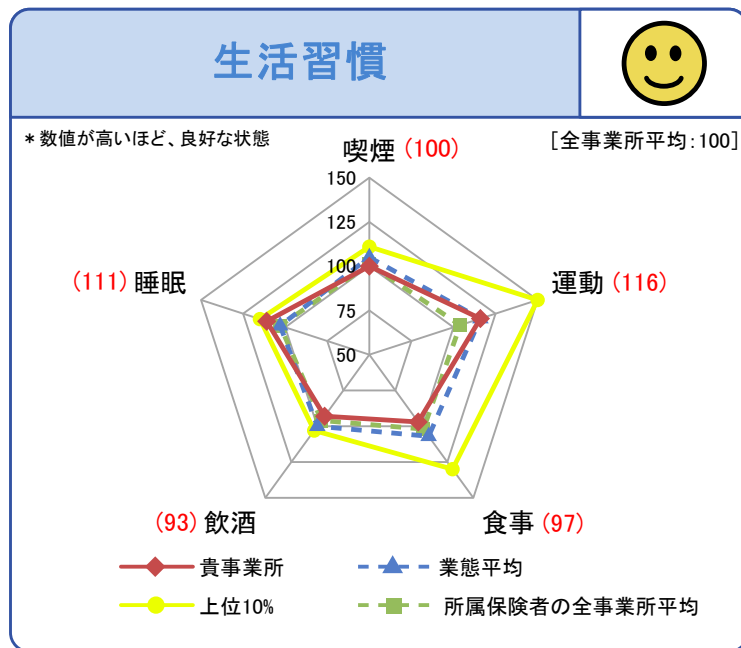 生活習慣
*数値が高いほど、良好な状態
[全事業所平均:100]
喫煙 (100)
150
125
100
75
50
(111) 睡眠
運動 (116)
(93) 飲酒
食事 (97)
貴事業所
業態平均
上位10%
所属保険者の全事業所平均